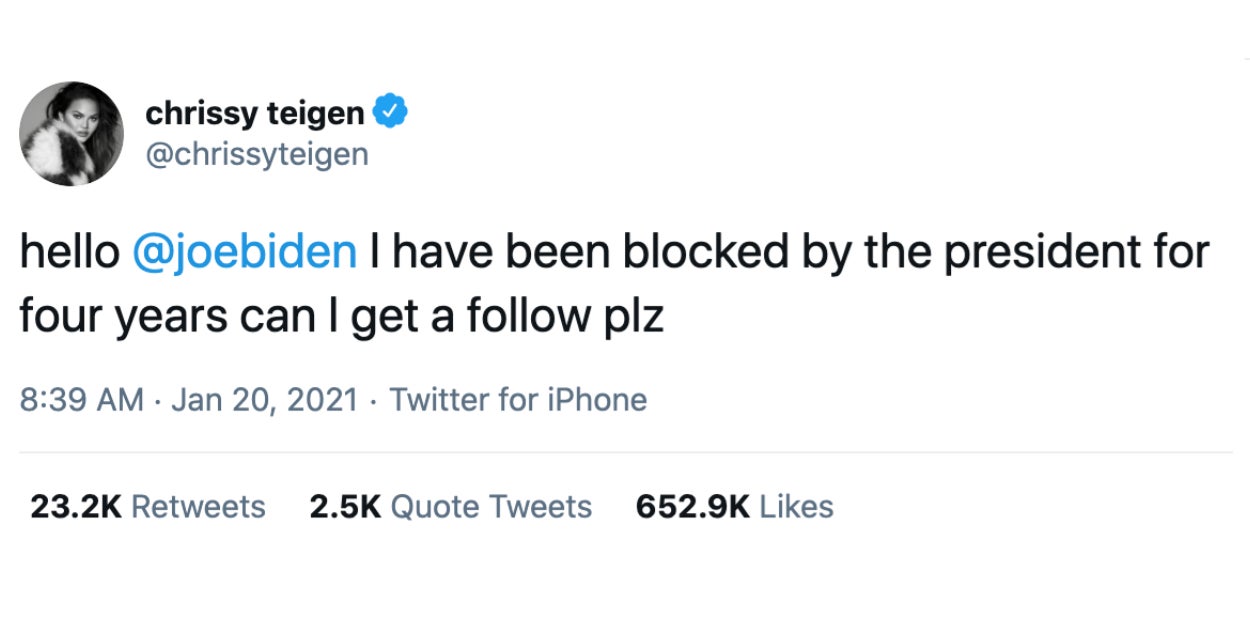 chrissy teigen
@chrissyteigen
hello @joebiden I have been blocked by the president for
four years can I get a follow plz
8:39 AM · Jan 20, 2021 · Twitter for iPhone
23.2K Retweets 2.5K Quote Tweets 652.9K Likes